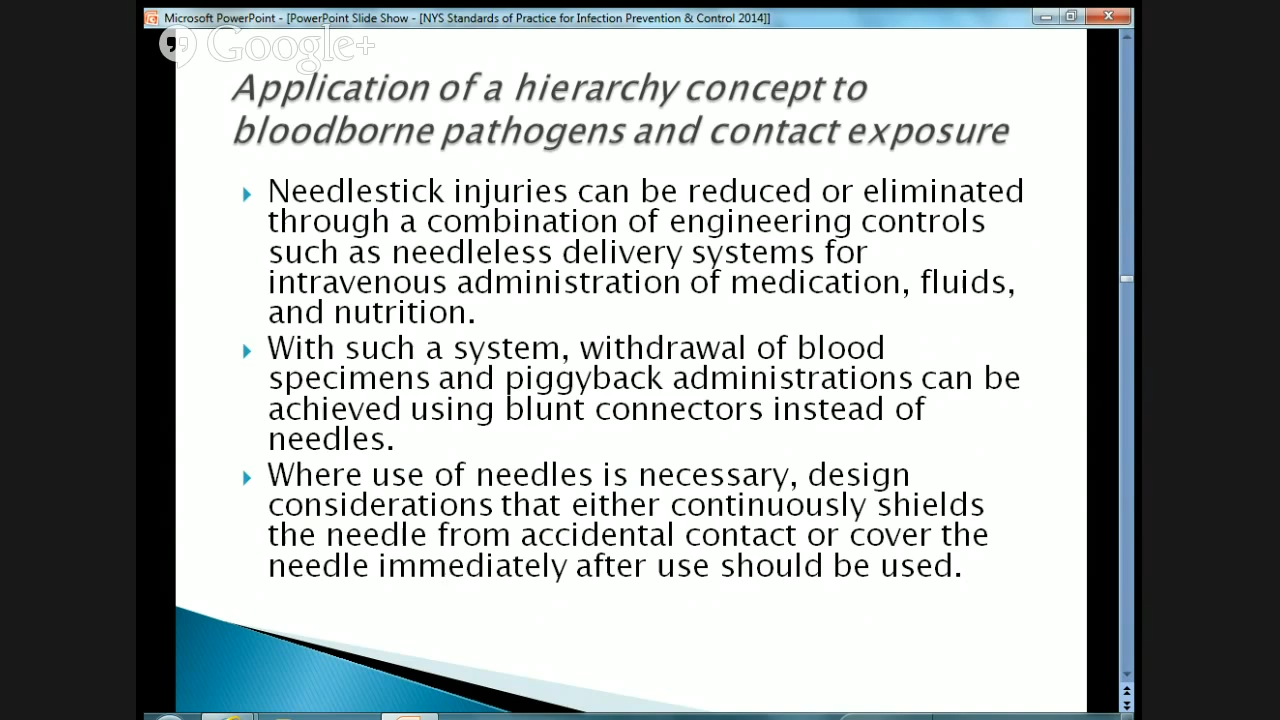 Microsoft PowerPoint - [PowerPoint Slide Show - [NYS Standards of Practice for Infection Prevention & Control 2014]]
Google+
Application of a hierarchy concept to
bloodborne pathogens and contact exposure
Needlestick injuries can be reduced or eliminated
through a combination of engineering controls
such as needleless delivery systems for
intravenous administration of medication, fluids,
and nutrition.
With such a system, withdrawal of blood
specimens and piggyback administrations can be
achieved using blunt connectors instead of
needles.
Where use of needles is necessary, design
considerations that either continuously shields
the needle from accidental contact or cover the
needle immediately after use should be used.